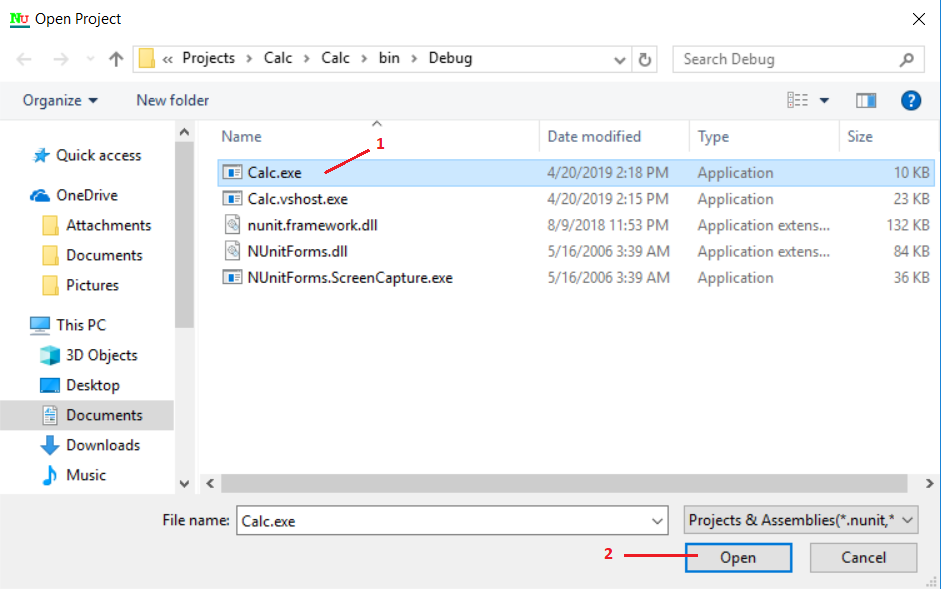 NU Open Project
« Projects › Calc › Calc › bin › Debug
Search Debug
Organize
New folder
?
Name
Date modified
Type
Size
1
Quick access
OneDrive
Attachments
Documents
Pictures
This PC
3D Objects
Desktop
Documents
Downloads
Music
Calc.exe 4/20/2019 2:18 PM Application 10 KB
Calc.vshost.exe 4/20/2019 2:15 PM Application 23 KB
nunit.framework.dll 8/9/2018 11:53 PM Application extens... 132 KB
NUnitForms.dll 5/16/2006 3:39 AM Application extens... 84 KB
NUnitForms.ScreenCapture.exe 5/16/2006 3:39 AM Application 36 KB
File name: Calc.exe
Projects & Assemblies(*.nunit,*
2
Open
Cancel